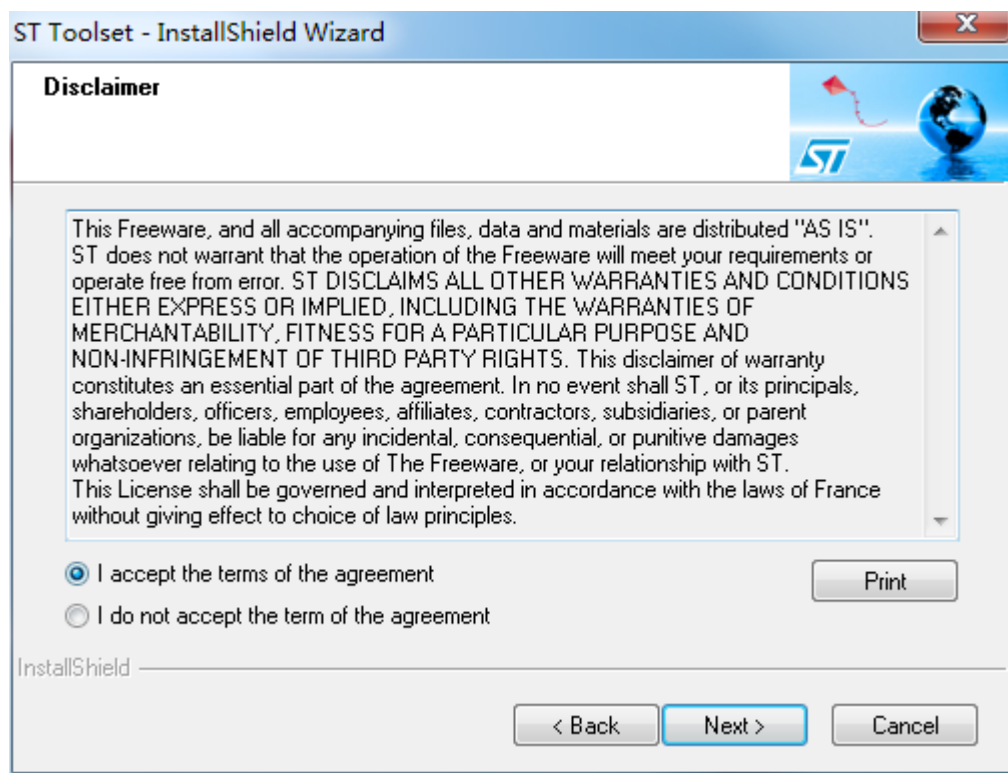 ST Toolset - InstallShield Wizard
Disclaimer
ST
This Freeware, and all accompanying files, data and materials are distributed "AS IS".
ST does not warrant that the operation of the Freeware will meet your requirements or
operate free from error. ST DISCLAIMS ALL OTHER WARRANTIES AND CONDITIONS
EITHER EXPRESS OR IMPLIED, INCLUDING THE WARRANTIES OF
MERCHANTABILITY, FITNESS FOR A PARTICULAR PURPOSE AND
NON-INFRINGEMENT OF THIRD PARTY RIGHTS. This disclaimer of warranty
constitutes an essential part of the agreement. In no event shall ST, or its principals,
shareholders, officers, employees, affiliates, contractors, subsidiaries, or parent
organizations, be liable for any incidental, consequential, or punitive damages
whatsoever relating to the use of The Freeware, or your relationship with ST.
This License shall be governed and interpreted in accordance with the laws of France
without giving effect to choice of law principles.
I accept the terms of the agreement
Print
I do not accept the term of the agreement
InstallShield
< Back
Next >
Cancel